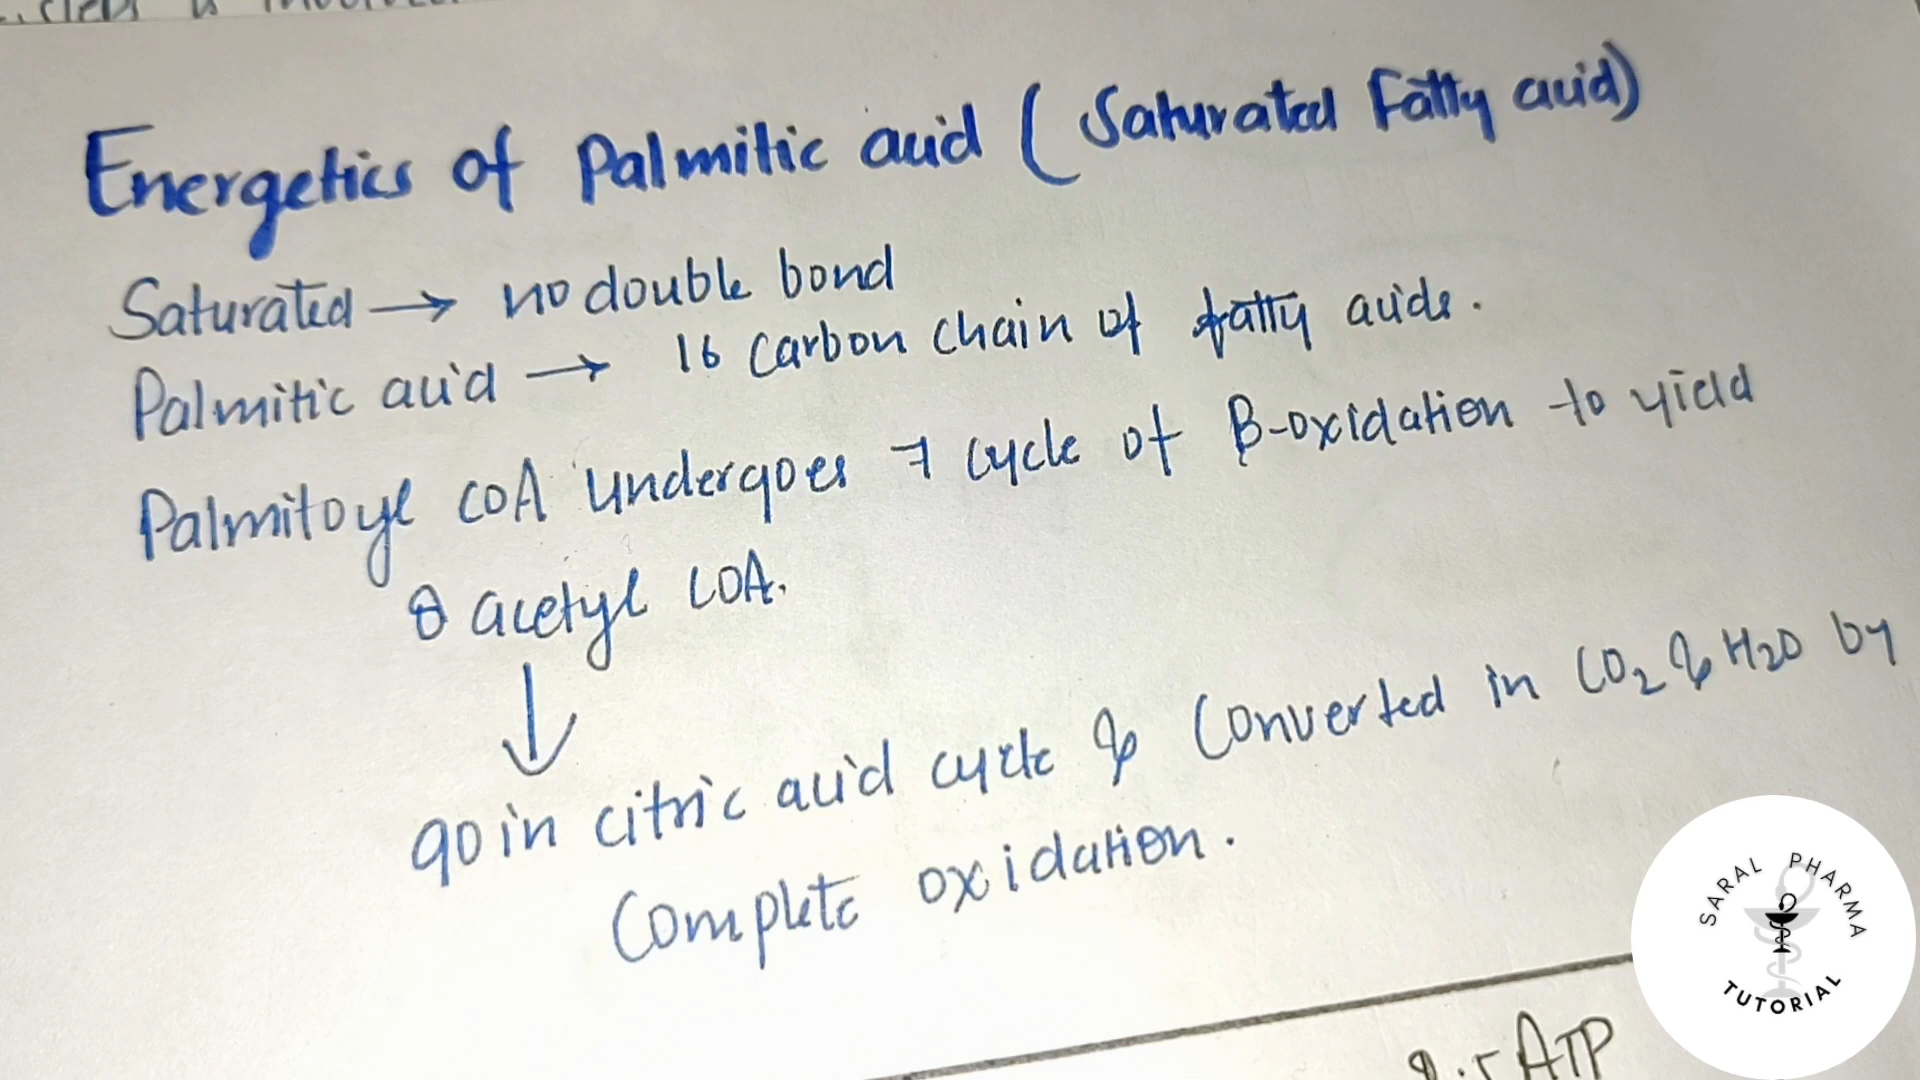 Energetics of Palmitic acid (Saturated Fatty acid)
Saturated → no double bond
Palmitic acid → 16 carbon chain of fatty acids.
Palmitoyl COA undergoes 7 cycle of β-oxidation to yield
8 acetyl COA.
↓
go in citric acid cycle & converted in CO₂ & H₂O by
complete oxidation.
SARAL PHARMA
TUTORIAL
ATP